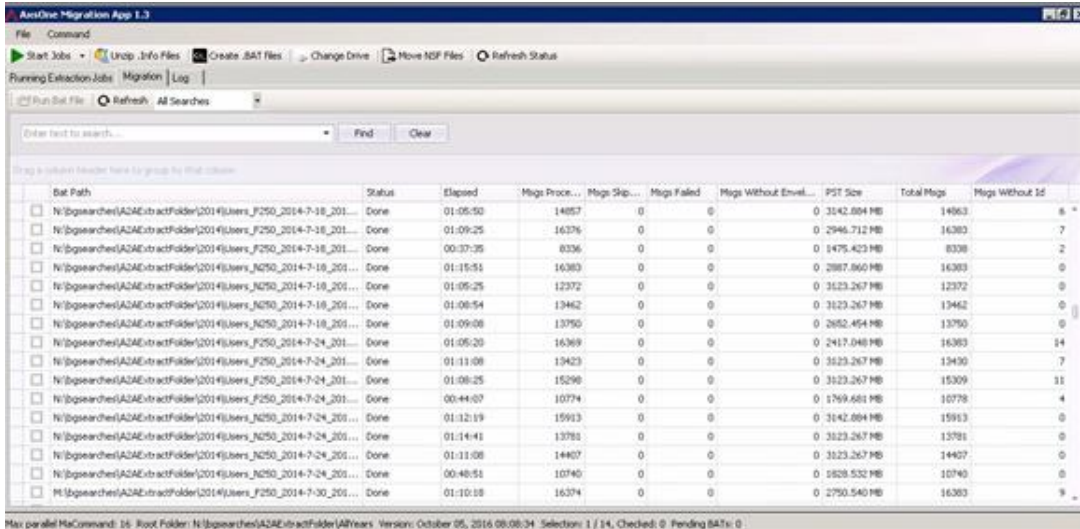 AxsOne Migration App 1.3
File Command
Start Jobs Unzip .Info Files Create .BAT files Change Drive Move NSF Files Refresh Status
Running Extraction Jobs Migration Log
Run Bat File Refresh All Searches
Enter text to search... Find Clear
Drag a column header here to group by that column
Bat Path Status Elapsed Msgs Proce... Msgs Skip... Msgs Failed Msgs Without Envel... PST Size Total Msgs Msgs Without Id
N:\bgsearches\A2AExtractFolder\2014\Users_F250_2014-7-18_201... Done 01:05:50 14857 0 0 0 3142.884 MB 14863 6
N:\bgsearches\A2AExtractFolder\2014\Users_F250_2014-7-18_201... Done 01:09:25 16376 0 0 0 2946.712 MB 16383 7
N:\bgsearches\A2AExtractFolder\2014\Users_F250_2014-7-18_201... Done 00:37:35 8336 0 0 0 1475.423 MB 8338 2
N:\bgsearches\A2AExtractFolder\2014\Users_N250_2014-7-18_201... Done 01:15:51 16383 0 0 0 2887.860 MB 16383 0
N:\bgsearches\A2AExtractFolder\2014\Users_N250_2014-7-18_201... Done 01:05:25 12372 0 0 0 3123.267 MB 12372 0
N:\bgsearches\A2AExtractFolder\2014\Users_N250_2014-7-18_201... Done 01:08:54 13462 0 0 0 3123.267 MB 13462 0
N:\bgsearches\A2AExtractFolder\2014\Users_N250_2014-7-18_201... Done 01:09:08 13750 0 0 0 2652.454 MB 13750 0
N:\bgsearches\A2AExtractFolder\2014\Users_F250_2014-7-24_201... Done 01:05:20 16369 0 0 0 2417.048 MB 16383 14
N:\bgsearches\A2AExtractFolder\2014\Users_F250_2014-7-24_201... Done 01:11:08 13423 0 0 0 3123.267 MB 13430 7
N:\bgsearches\A2AExtractFolder\2014\Users_F250_2014-7-24_201... Done 01:08:25 15298 0 0 0 3123.267 MB 15309 11
N:\bgsearches\A2AExtractFolder\2014\Users_F250_2014-7-24_201... Done 00:44:07 10774 0 0 0 1769.681 MB 10778 4
N:\bgsearches\A2AExtractFolder\2014\Users_N250_2014-7-24_201... Done 01:12:19 15913 0 0 0 3142.884 MB 15913 0
N:\bgsearches\A2AExtractFolder\2014\Users_N250_2014-7-24_201... Done 01:14:41 13781 0 0 0 3123.267 MB 13781 0
N:\bgsearches\A2AExtractFolder\2014\Users_N250_2014-7-24_201... Done 01:11:08 14407 0 0 0 3123.267 MB 14407 0
N:\bgsearches\A2AExtractFolder\2014\Users_N250_2014-7-24_201... Done 00:48:51 10740 0 0 0 1828.532 MB 10740 0
M:\bgsearches\A2AExtractFolder\2014\Users_F250_2014-7-30_201... Done 01:10:18 16374 0 0 0 2750.540 MB 16383 9
Max parallel MaCommand: 16 Root Folder: N:\bgsearches\A2AExtractFolder\AllYears Version: October 05, 2016 08:08:34 Selection: 1 / 14, Checked: 0 Pending BATs: 0